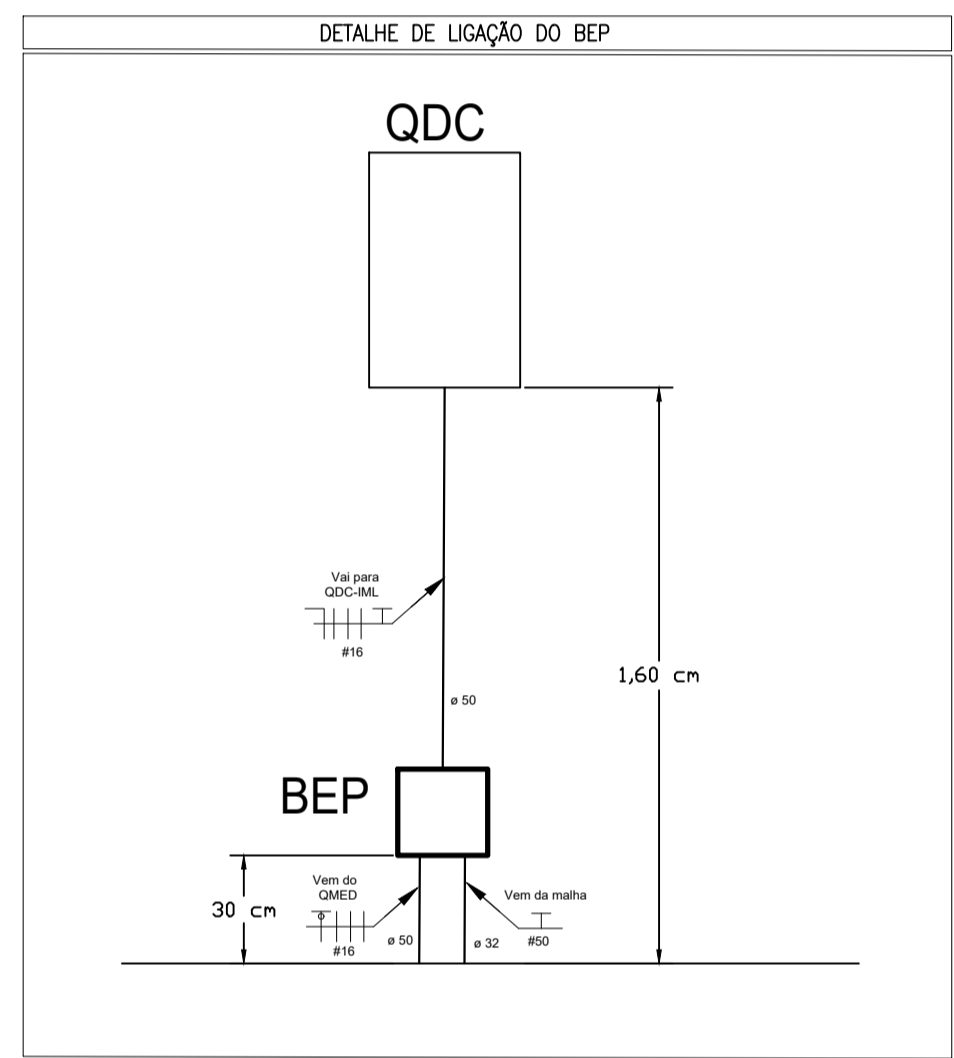 DETALHE DE LIGAÇÃO DO BEP
QDC
Vai para
QDC-IML
#16
1,60 cm
ø 50
BEP
Vem do
QMED
#16
30 cm
ø 50
Vem da malha
#50
ø 32